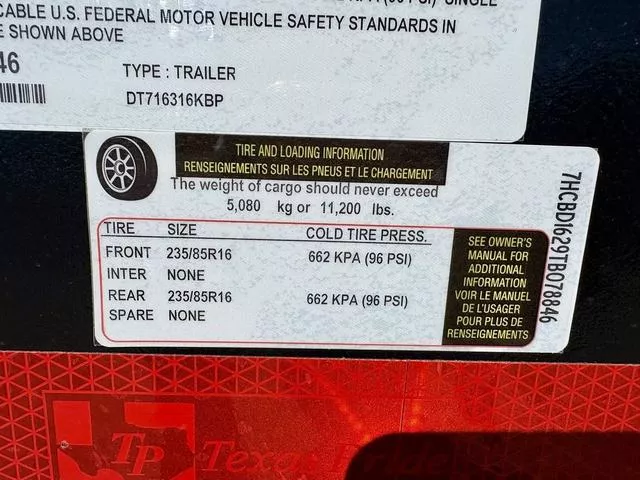 SINGLE
CABLE U.S. FEDERAL MOTOR VEHICLE SAFETY STANDARDS IN
E SHOWN ABOVE
46
TYPE : TRAILER
DT716316KBP
TIRE AND LOADING INFORMATION
RENSEIGNEMENTS SUR LES PNEUS ET LE CHARGEMENT
The weight of cargo should never exceed
5,080 kg or 11,200 lbs.
TIRE SIZE COLD TIRE PRESS.
FRONT 235/85R16 662 KPA (96 PSI)
INTER NONE
REAR 235/85R16 662 KPA (96 PSI)
SPARE NONE
SEE OWNER'S
MANUAL FOR
ADDITIONAL
INFORMATION
VOIR LE MANUEL
DE L'USAGER
POUR PLUS DE
RENSEIGNEMENTS
7HCBD1629TB078846
TP Texas Pride